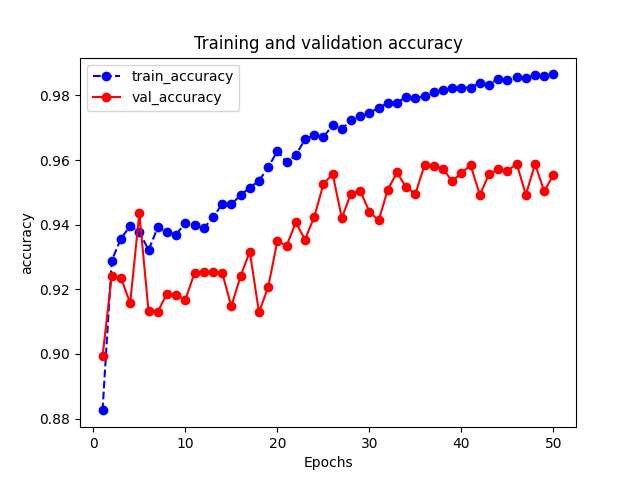 Training and validation accuracy
train_accuracy
val_accuracy
accuracy
0.98
0.96
0.94
0.92
0.90
0.88
0 10 20 30 40 50
Epochs